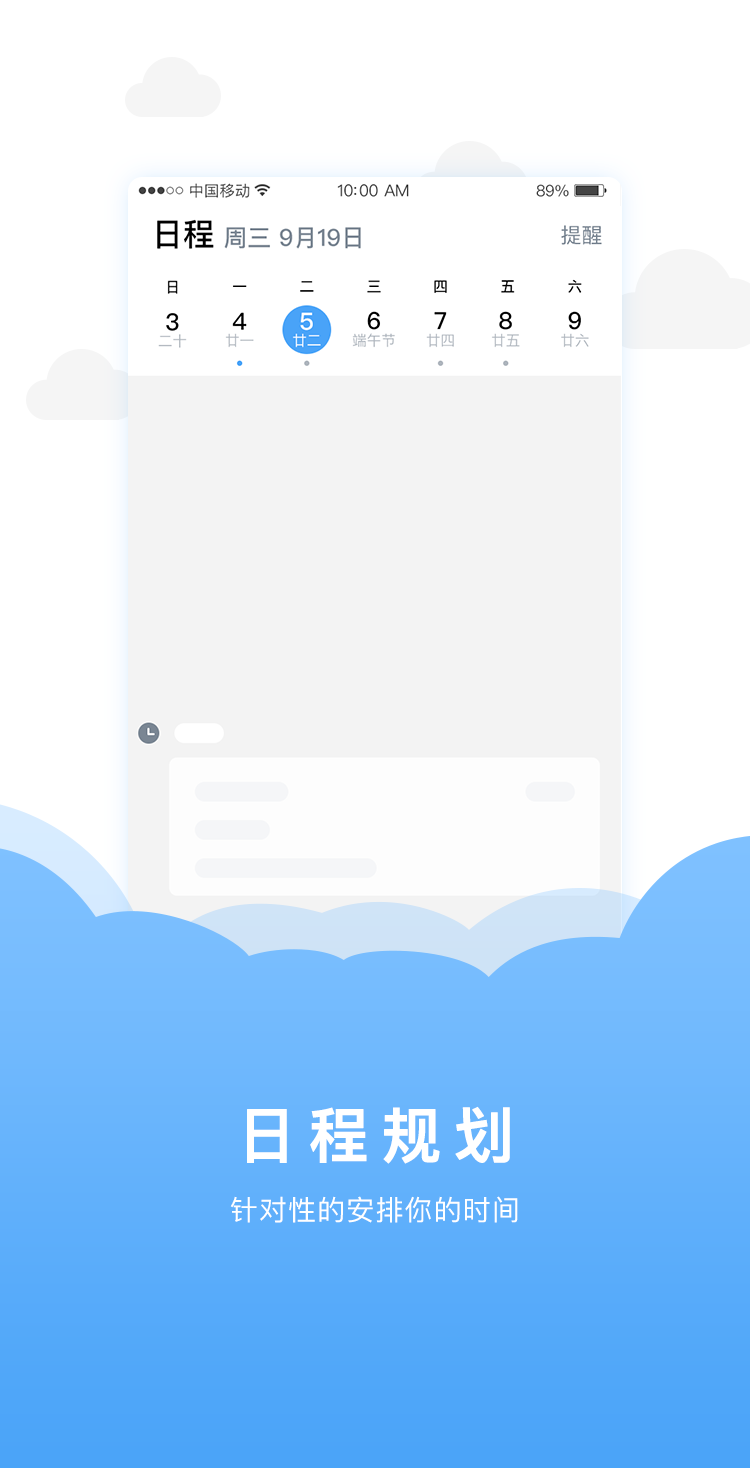 中国移动 10:00 AM 89%
日程 周三 9月19日 提醒
日 一 二 三 四 五 六
3 4 5 6 7 8 9
二十 廿一 廿二 端午节 廿四 廿五 廿六
日程规划
针对性的安排你的时间